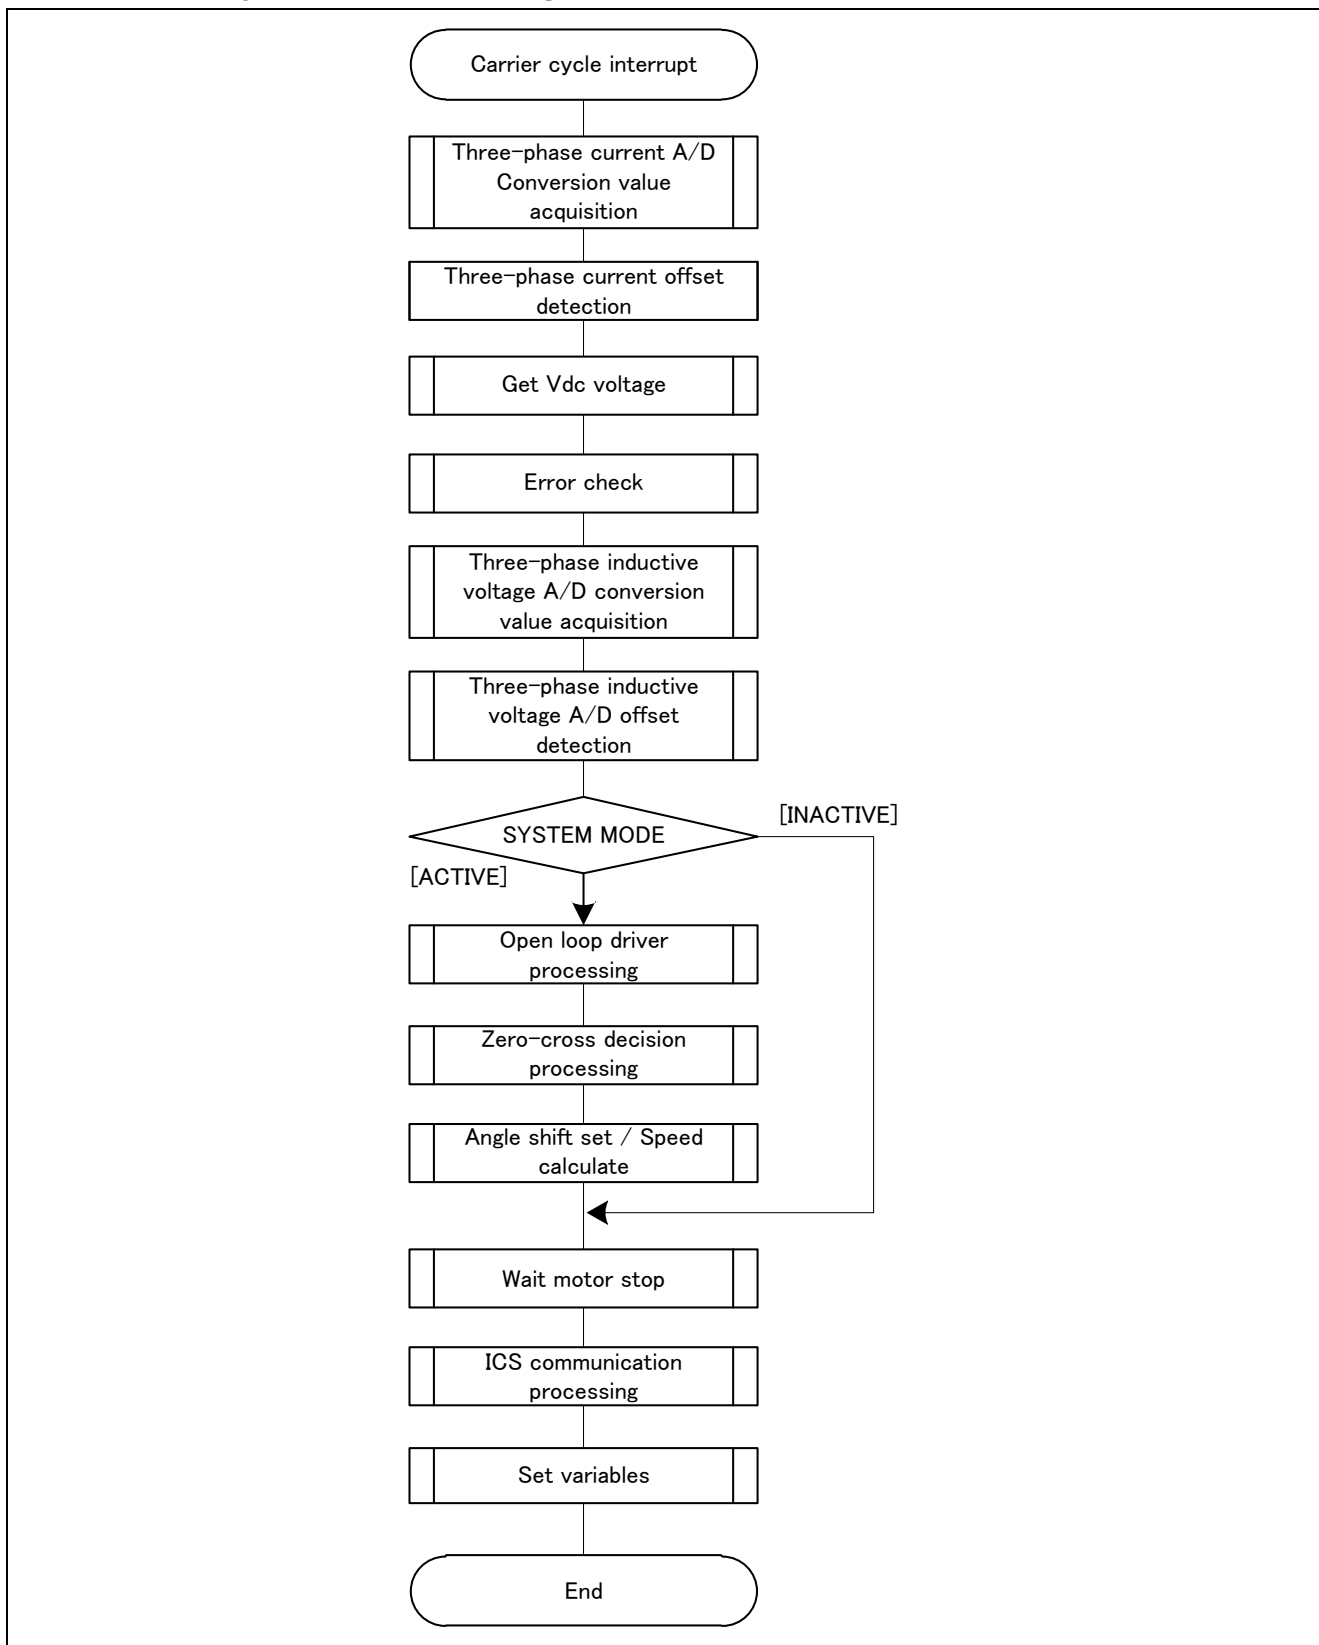 Carrier cycle interrupt
Three-phase current A/D
Conversion value
acquisition
Three-phase current offset
detection
Get Vdc voltage
Error check
Three-phase inductive
voltage A/D conversion
value acquisition
Three-phase inductive
voltage A/D offset
detection
[INACTIVE]
SYSTEM MODE
[ACTIVE]
Open loop driver
processing
Zero-cross decision
processing
Angle shift set / Speed
calculate
Wait motor stop
ICS communication
processing
Set variables
End